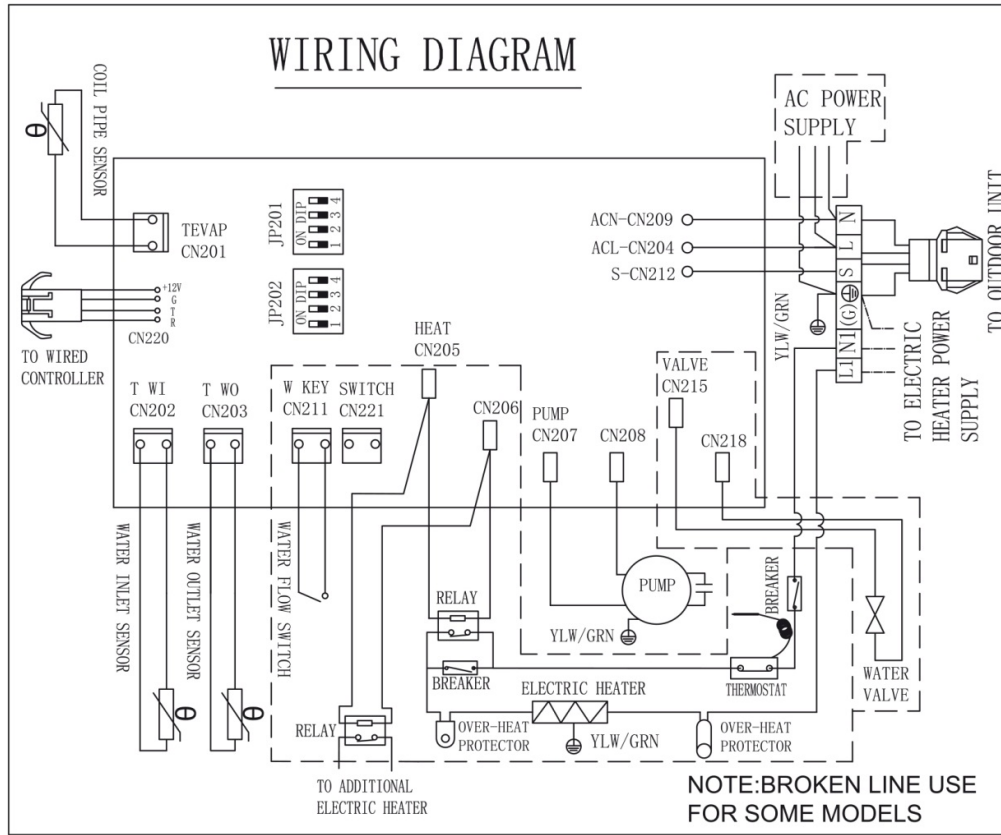 WIRING DIAGRAM
COIL PIPE SENSOR
θ
TEVAP
CN201
+12V
G
T
R
CN220
TO WIRED
CONTROLLER
JP201
ON DIP
1 2 3 4
JP202
ON DIP
1 2 3 4
AC POWER
SUPPLY
ACN-CN209
ACL-CN204
S-CN212
N
L
S
(G)
N1
L1
YLW/GRN
TO OUTDOOR UNIT
TO ELECTRIC
HEATER POWER
SUPPLY
T WI
CN202
T WO
CN203
W KEY
CN211
SWITCH
CN221
HEAT
CN205
CN206
PUMP
CN207
CN208
VALVE
CN215
CN218
WATER INLET SENSOR
θ
WATER OUTLET SENSOR
θ
WATER FLOW SWITCH
RELAY
BREAKER
PUMP
YLW/GRN
BREAKER
THERMOSTAT
WATER
VALVE
ELECTRIC HEATER
YLW/GRN
OVER-HEAT
PROTECTOR
OVER-HEAT
PROTECTOR
RELAY
TO ADDITIONAL
ELECTRIC HEATER
NOTE:BROKEN LINE USE
FOR SOME MODELS